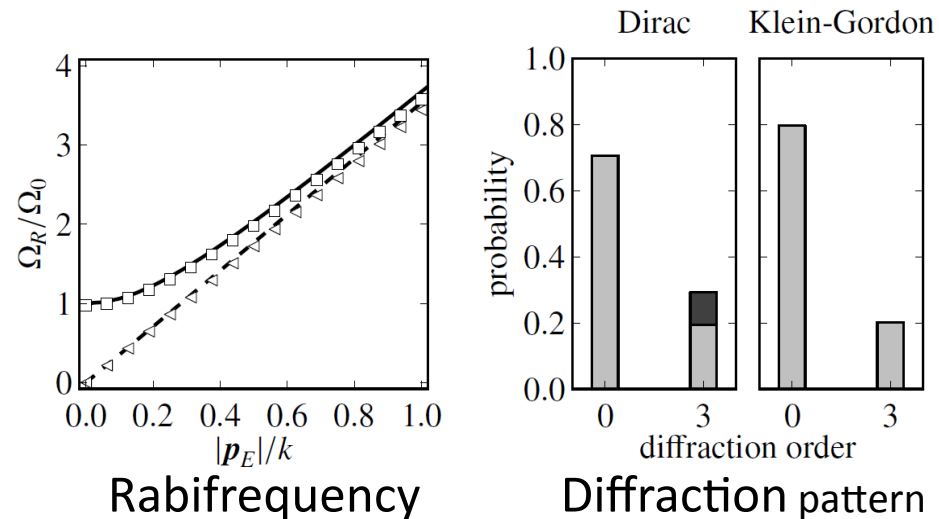 4
3
2
1
0
Ω_R/Ω_0
0.0 0.2 0.4 0.6 0.8 1.0
|p_E|/k
Rabifrequency
Dirac Klein-Gordon
1.0
0.8
0.6
0.4
0.2
0.0
probability
0 3 0 3
diffraction order
Diffraction pattern